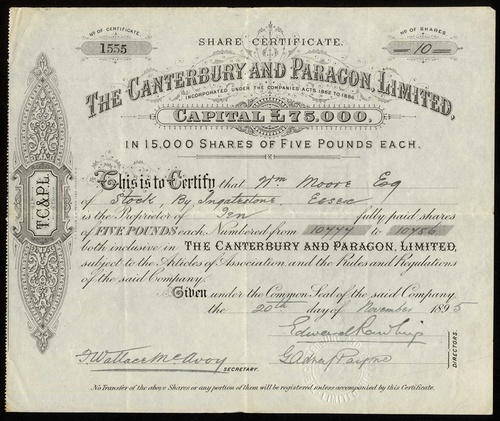 No. OF CERTIFICATE.
1555
SHARE CERTIFICATE.
No. OF SHARES
10
THE CANTERBURY AND PARAGON, LIMITED,
INCORPORATED UNDER THE COMPANIES ACTS, 1862 TO 1886
CAPITAL £75,000,
IN 15,000 SHARES OF FIVE POUNDS EACH.
T.C.&P.L.
This is to Certify that Wm Moore Esq
of Stock, By Ingatestone, Essex
is the Proprietor of Ten fully paid shares
of FIVE POUNDS each, Numbered from 10477 to 10486
both inclusive, in THE CANTERBURY AND PARAGON, LIMITED,
subject to the Articles of Association, and the Rules and Regulations
of the said Company.
Given under the Common Seal of the said Company
the 20th day of November 1895
Edward Rawlings
F. Wallace McAvoy
SECRETARY.
DIRECTORS.
No Transfer of the above Shares or any portion of them will be registered unless accompanied by this Certificate.
LIMITED